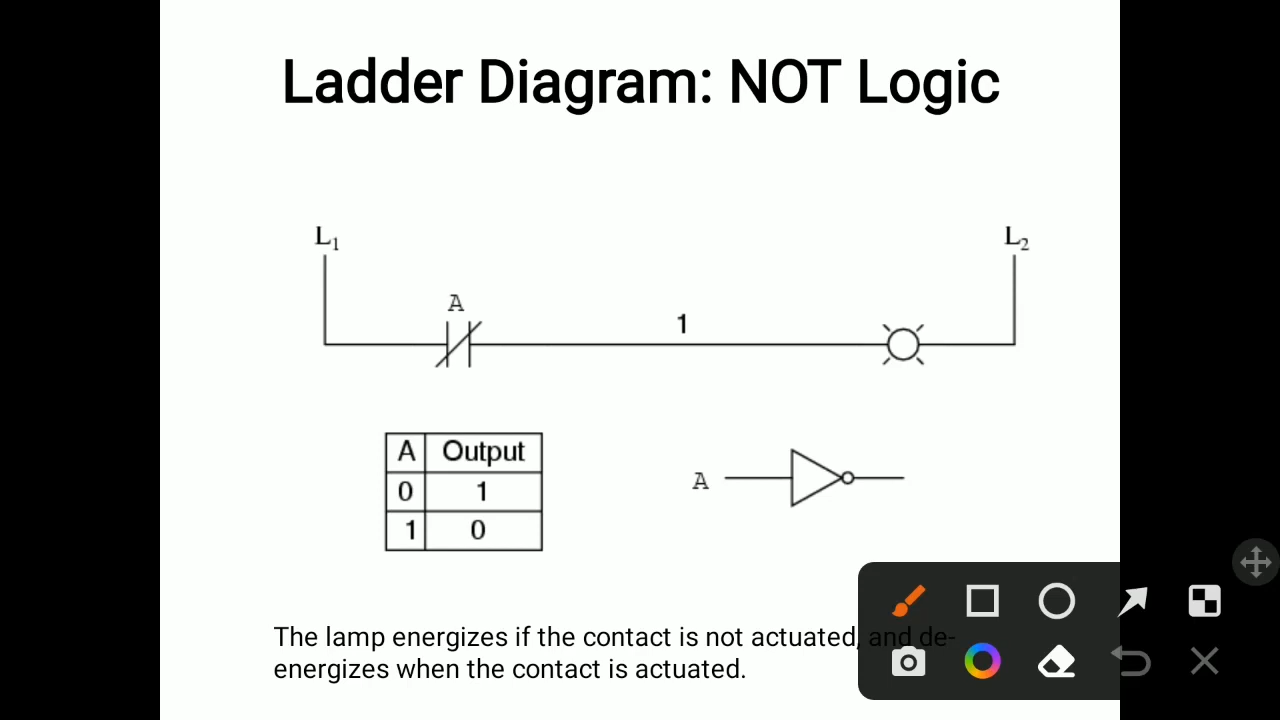 Ladder Diagram: NOT Logic
L1 L2
A
1
A Output
0 1
1 0
A
The lamp energizes if the contact is not actuated, and de-
energizes when the contact is actuated.